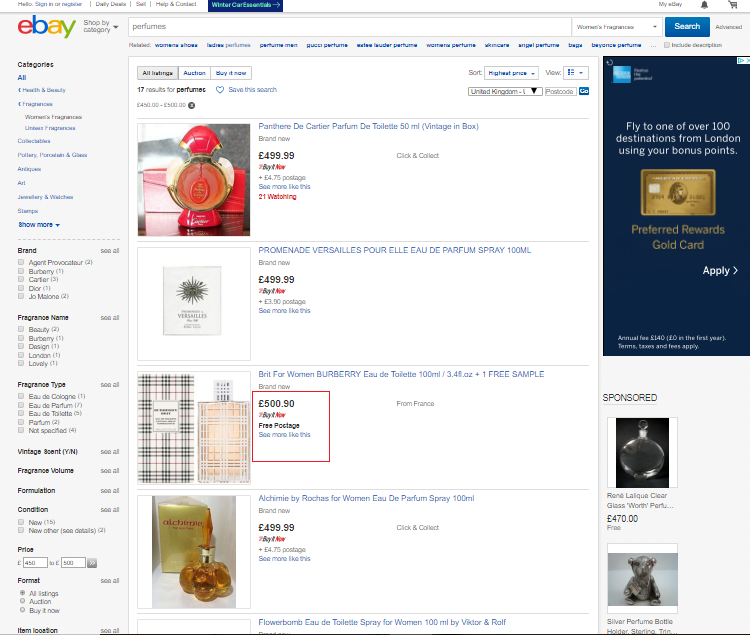 Hello. Sign in or register | Daily Deals | Sell | Help & Contact
Winter Car Essentials
My eBay
ebay
Shop by category
perfumes
Women's Fragrances
Search
Advanced
Related: womens shoes ladies perfumes perfume men gucci perfume estee lauder perfume womens perfume skincare angel perfume bags beyonce perfume ...
Include description
Categories
All
Health & Beauty
Fragrances
Women's Fragrances
Unisex Fragrances
Collectables
Pottery, Porcelain & Glass
Antiques
Art
Jewellery & Watches
Stamps
Show more
Brand see all
Agent Provocateur (2)
Burberry (1)
Cartier (3)
Dior (1)
Jo Malone (2)
Fragrance Name see all
Beauty (2)
Burberry (1)
Design (1)
London (1)
Lovely (1)
Fragrance Type see all
Eau de Cologne (1)
Eau de Parfum (7)
Eau de Toilette (5)
Parfum (2)
Not specified (4)
Vintage Scent (Y/N) see all
Fragrance Volume see all
Formulation see all
Condition see all
New (15)
New other (see details) (2)
Price
£ 450 to £ 500
Format see all
All listings
Auction
Buy it now
Item location see all
All listings Auction Buy it now
Sort: Highest price View:
17 results for perfumes Save this search
United Kingdom - Postcode Go
£450.00 - £500.00
Panthere De Cartier Parfum De Toilette 50 ml (Vintage in Box)
Brand new
£499.99 Click & Collect
Buy It Now
+ £4.75 postage
See more like this
21 Watching
PROMENADE VERSAILLES POUR ELLE EAU DE PARFUM SPRAY 100ML
Brand new
£499.99
Buy It Now
+ £3.90 postage
See more like this
VERSAILLES
Brit For Women BURBERRY Eau de Toilette 100ml / 3.4fl.oz + 1 FREE SAMPLE
Brand new
£500.90 From France
Buy It Now
Free Postage
See more like this
Alchimie by Rochas for Women Eau De Parfum Spray 100ml
Brand new
£499.99 Click & Collect
Buy It Now
+ £4.75 postage
See more like this
alchimie
Flowerbomb Eau de Toilette Spray for Women 100 ml by Viktor & Rolf
Brand new
Fly to one of over 100
destinations from London
using your bonus points.
Preferred Rewards
Gold Card
Apply
Annual fee £140 (£0 in the first year).
Terms, taxes and fees apply.
SPONSORED
René Lalique Clear
Glass 'Worth' Perfu...
£470.00
Free
Silver Perfume Bottle
Holder, Sterling, Trin...